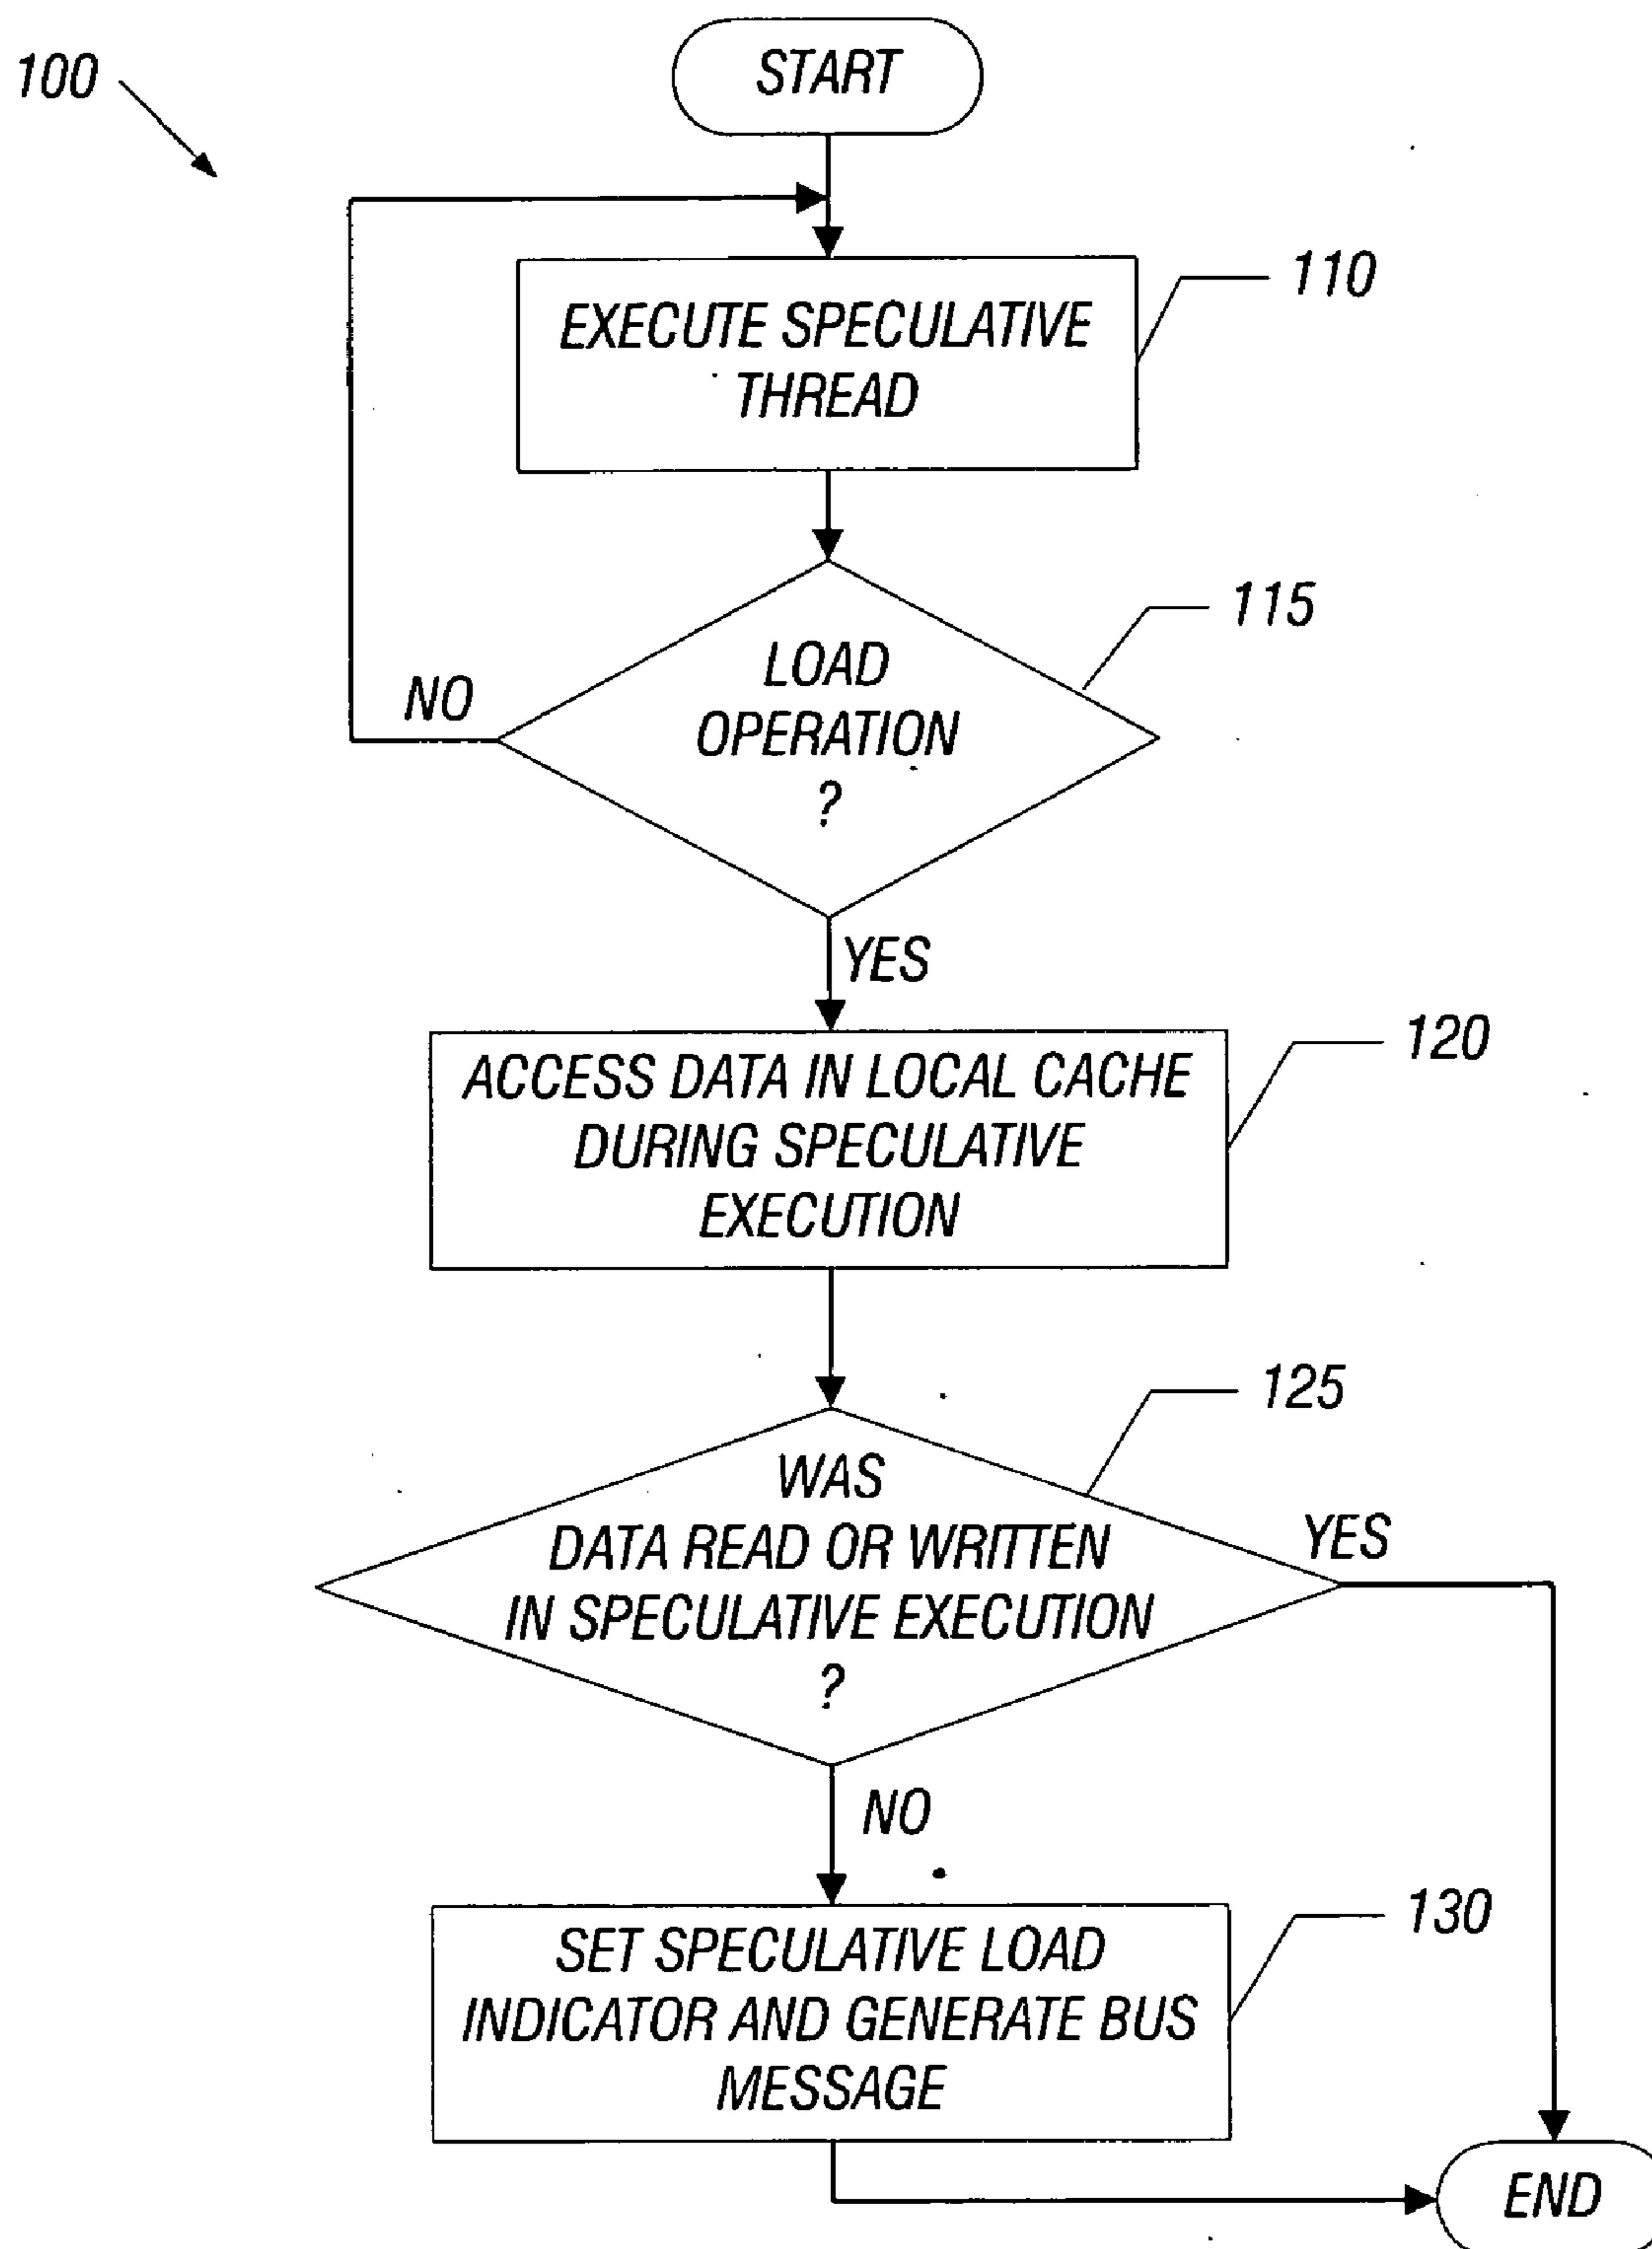 100
START
EXECUTE SPECULATIVE
THREAD
110
LOAD
OPERATION
?
115
NO
YES
ACCESS DATA IN LOCAL CACHE
DURING SPECULATIVE
EXECUTION
120
WAS
DATA READ OR WRITTEN
IN SPECULATIVE EXECUTION
?
125
YES
NO
SET SPECULATIVE LOAD
INDICATOR AND GENERATE BUS
MESSAGE
130
END